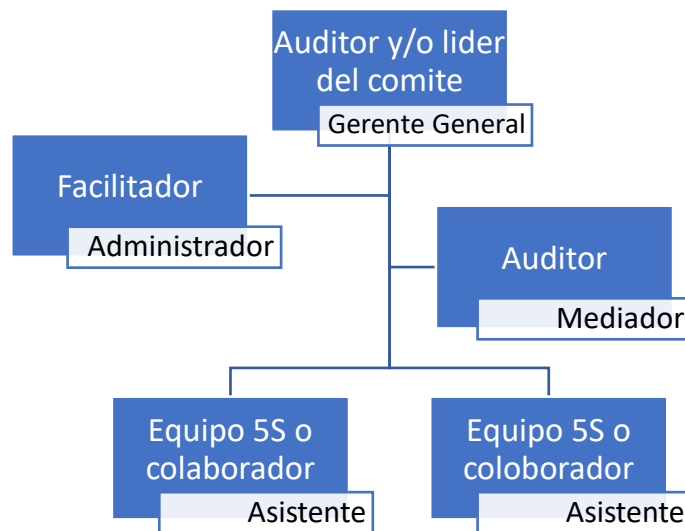 Auditor y/o lider
del comite
Gerente General
Facilitador
Administrador
Auditor
Mediador
Equipo 5S o
colaborador
Asistente
Equipo 5S o
coloborador
Asistente